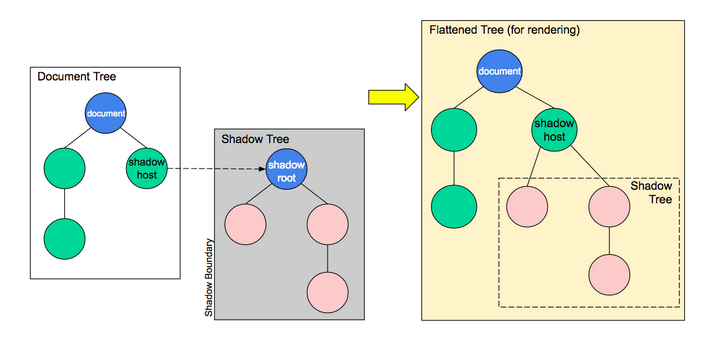 Document Tree
document
shadow
host
Shadow Tree
shadow
root
Shadow Boundary
Flattened Tree (for rendering)
document
shadow
host
Shadow
Tree